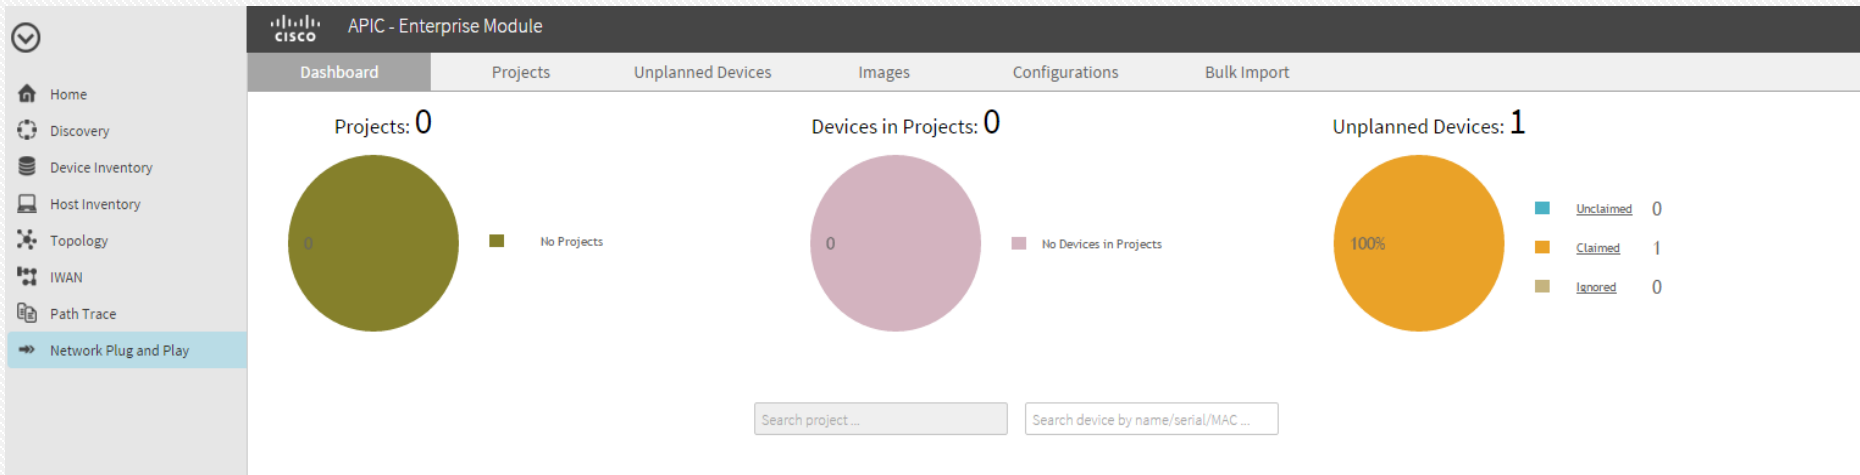 CISCO
APIC - Enterprise Module
Home
Discovery
Device Inventory
Host Inventory
Topology
IWAN
Path Trace
Network Plug and Play
Dashboard
Projects
Unplanned Devices
Images
Configurations
Bulk Import
Projects: 0
0
No Projects
Devices in Projects: 0
0
No Devices in Projects
Unplanned Devices: 1
100%
Unclaimed 0
Claimed 1
Ignored 0
Search project ...
Search device by name/serial/MAC ...